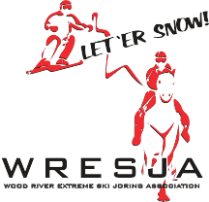 LET'ER SNOW!
WRESJA
WOOD RIVER EXTREME SKI JORING ASSOCIATION